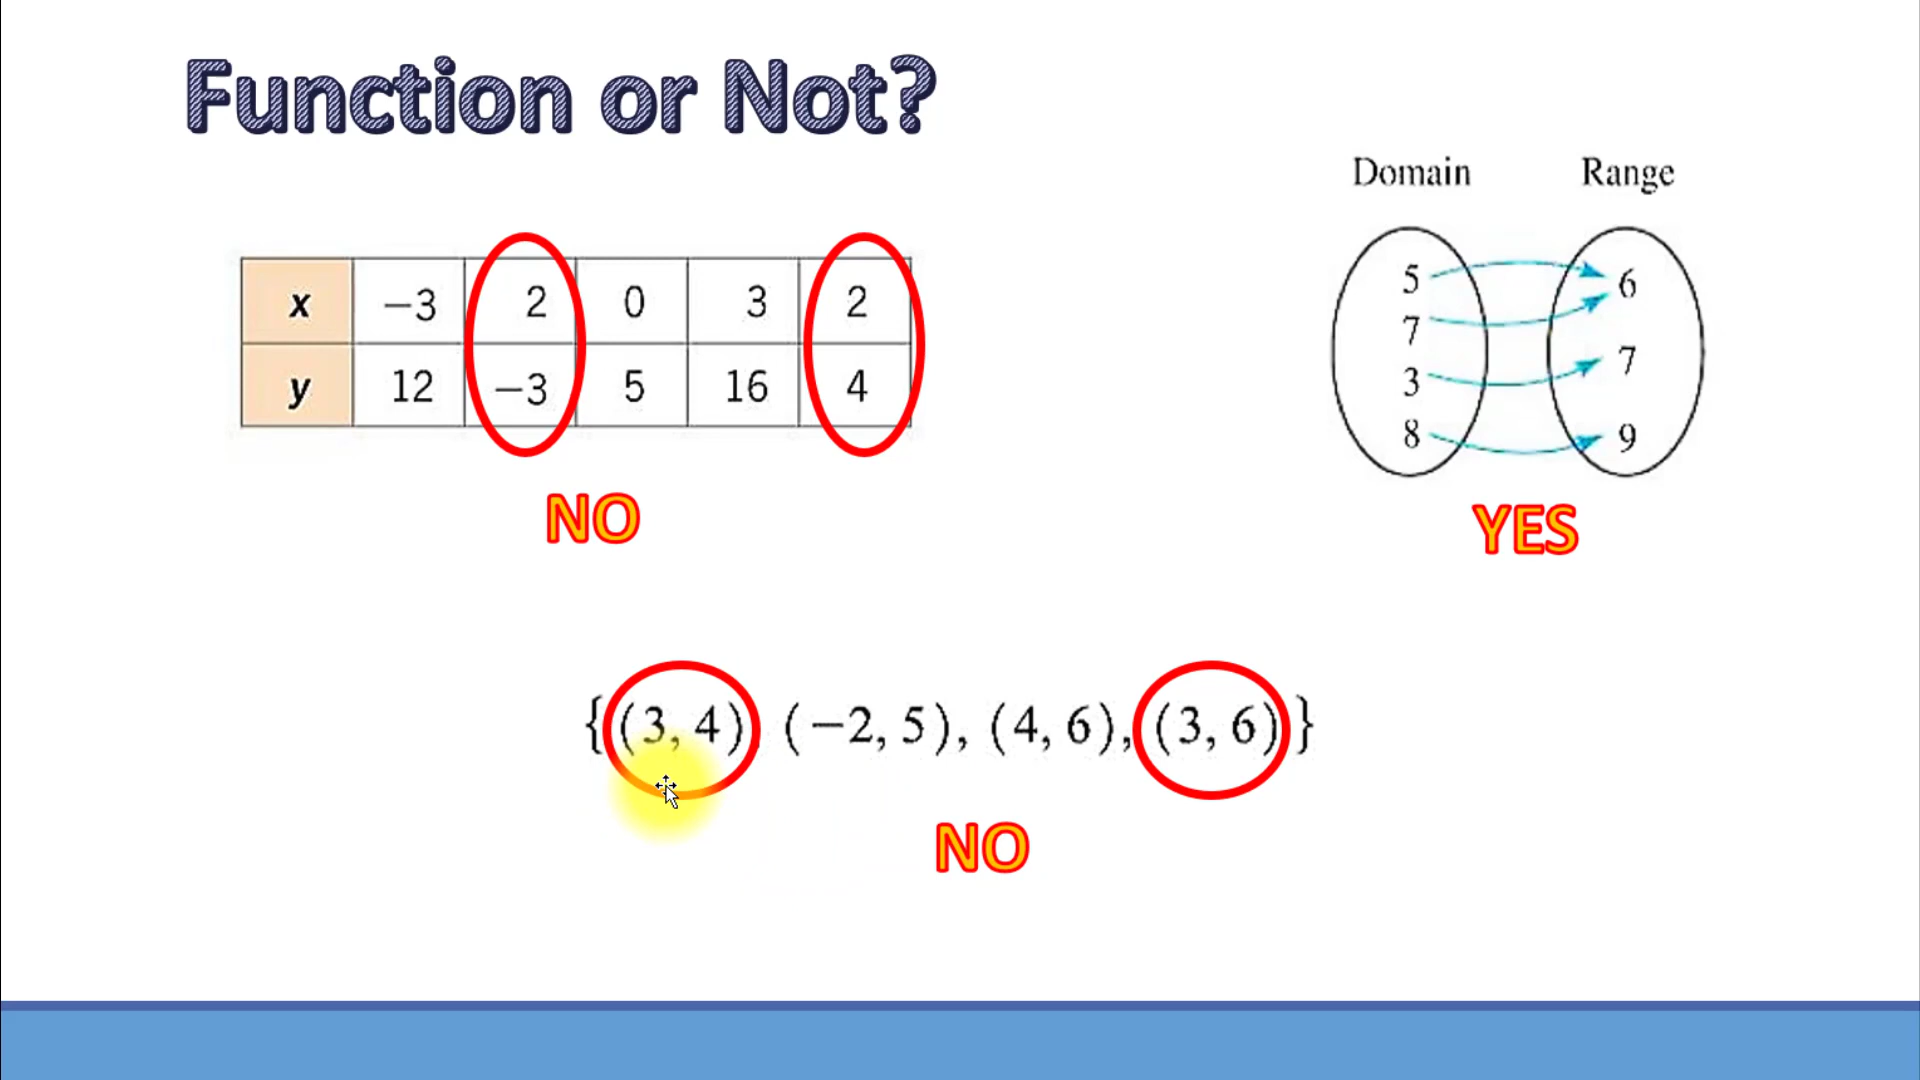 Function or Not?
Domain Range
x −3 2 0 3 2
y 12 −3 5 16 4
5 6
7
7
3
8 9
NO
YES
{(3, 4) (−2, 5), (4, 6), (3, 6)}
NO